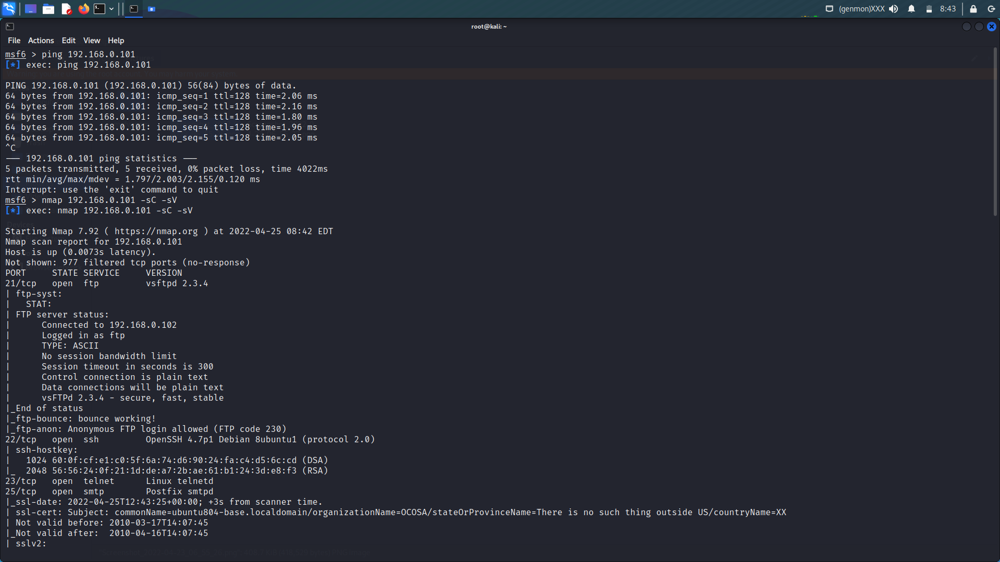 (genmon)XXX 8:43
root@kali: ~
File Actions Edit View Help
msf6 > ping 192.168.0.101
[*] exec: ping 192.168.0.101
PING 192.168.0.101 (192.168.0.101) 56(84) bytes of data.
64 bytes from 192.168.0.101: icmp_seq=1 ttl=128 time=2.06 ms
64 bytes from 192.168.0.101: icmp_seq=2 ttl=128 time=2.16 ms
64 bytes from 192.168.0.101: icmp_seq=3 ttl=128 time=1.80 ms
64 bytes from 192.168.0.101: icmp_seq=4 ttl=128 time=1.96 ms
64 bytes from 192.168.0.101: icmp_seq=5 ttl=128 time=2.05 ms
^C
--- 192.168.0.101 ping statistics ---
5 packets transmitted, 5 received, 0% packet loss, time 4022ms
rtt min/avg/max/mdev = 1.797/2.003/2.155/0.120 ms
Interrupt: use the 'exit' command to quit
msf6 > nmap 192.168.0.101 -sC -sV
[*] exec: nmap 192.168.0.101 -sC -sV
Starting Nmap 7.92 ( https://nmap.org ) at 2022-04-25 08:42 EDT
Nmap scan report for 192.168.0.101
Host is up (0.0073s latency).
Not shown: 977 filtered tcp ports (no-response)
PORT     STATE SERVICE     VERSION
21/tcp   open  ftp         vsftpd 2.3.4
| ftp-syst:
|   STAT:
| FTP server status:
|      Connected to 192.168.0.102
|      Logged in as ftp
|      TYPE: ASCII
|      No session bandwidth limit
|      Session timeout in seconds is 300
|      Control connection is plain text
|      Data connections will be plain text
|      vsFTPd 2.3.4 - secure, fast, stable
|_End of status
|_ftp-bounce: bounce working!
|_ftp-anon: Anonymous FTP login allowed (FTP code 230)
22/tcp   open  ssh         OpenSSH 4.7p1 Debian 8ubuntu1 (protocol 2.0)
| ssh-hostkey:
|   1024 60:0f:cf:e1:c0:5f:6a:74:d6:90:24:fa:c4:d5:6c:cd (DSA)
|_  2048 56:56:24:0f:21:1d:de:a7:2b:ae:61:b1:24:3d:e8:f3 (RSA)
23/tcp   open  telnet      Linux telnetd
25/tcp   open  smtp        Postfix smtpd
|_ssl-date: 2022-04-25T12:43:25+00:00; +3s from scanner time.
| ssl-cert: Subject: commonName=ubuntu804-base.localdomain/organizationName=OCOSA/stateOrProvinceName=There is no such thing outside US/countryName=XX
| Not valid before: 2010-03-17T14:07:45
|_Not valid after:  2010-04-16T14:07:45
| sslv2: